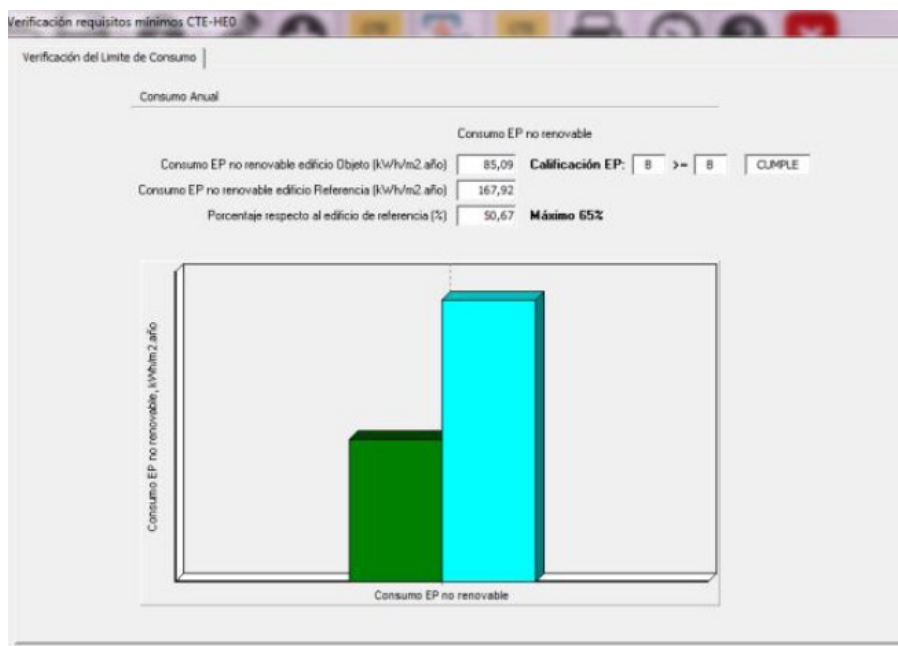 Verificación requisitos mínimos CTE-HE0
Verificación del Limite de Consumo
Consumo Anual
Consumo EP no renovable
Consumo EP no renovable edificio Objeto (kWh/m2.año) 85,09 Calificación EP: B >= B CUMPLE
Consumo EP no renovable edificio Referencia (kWh/m2.año) 167,92
Porcentaje respecto al edificio de referencia (%) 50,67 Máximo 65%
Consumo EP no renovable, kWh/m2.año
Consumo EP no renovable